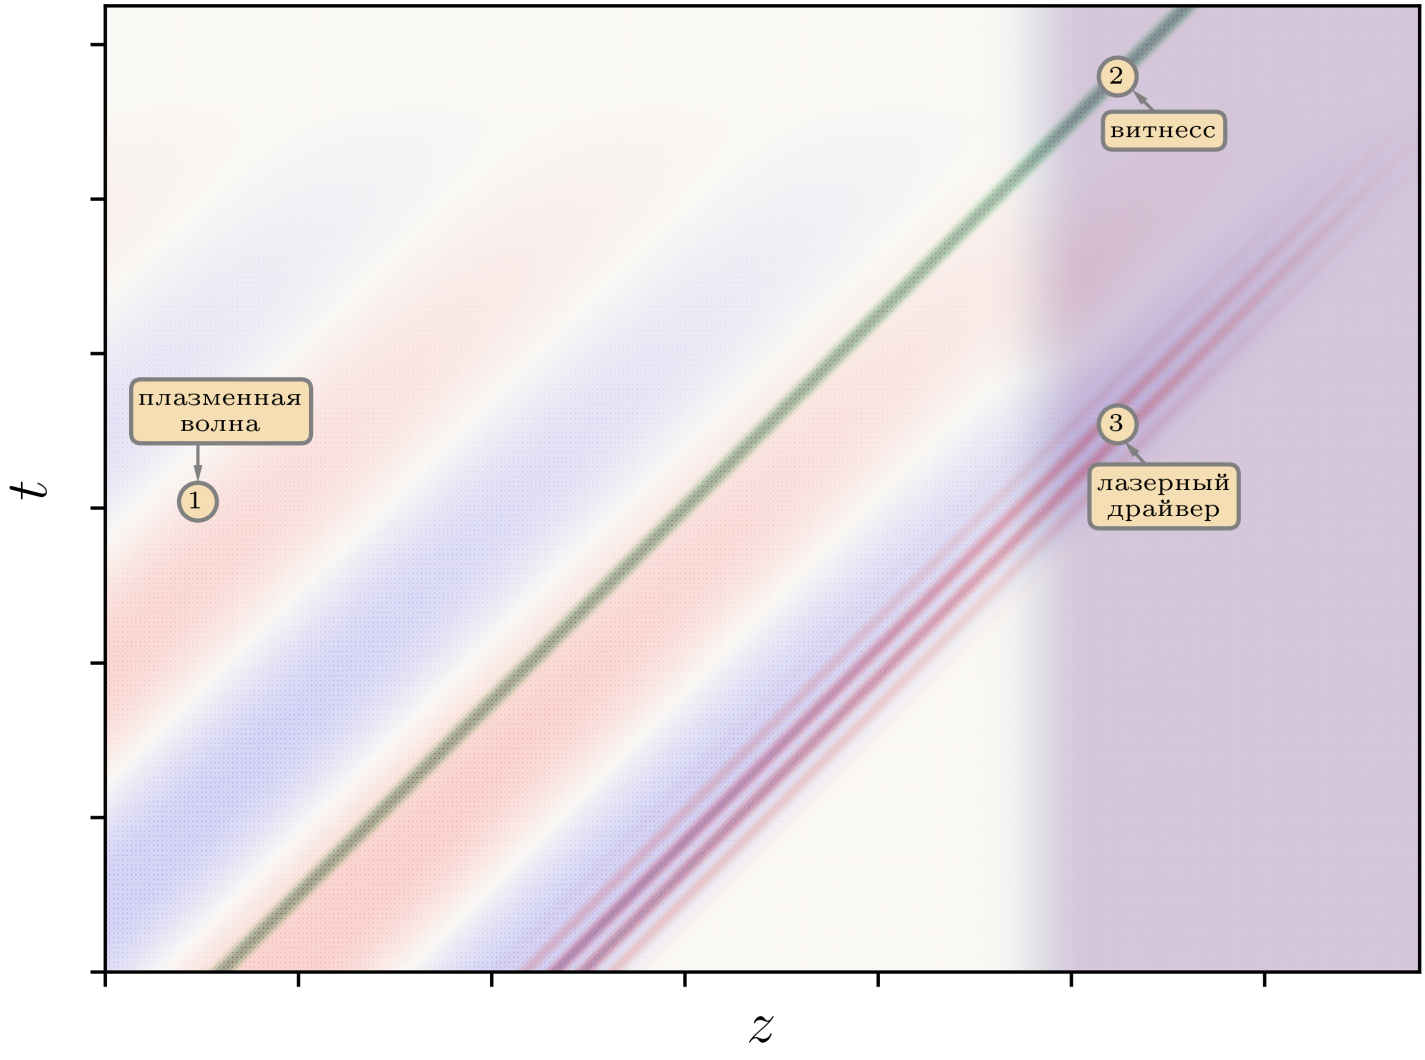 2
витнесс
плазменная
волна
3
1
лазерный
драйвер
t
z